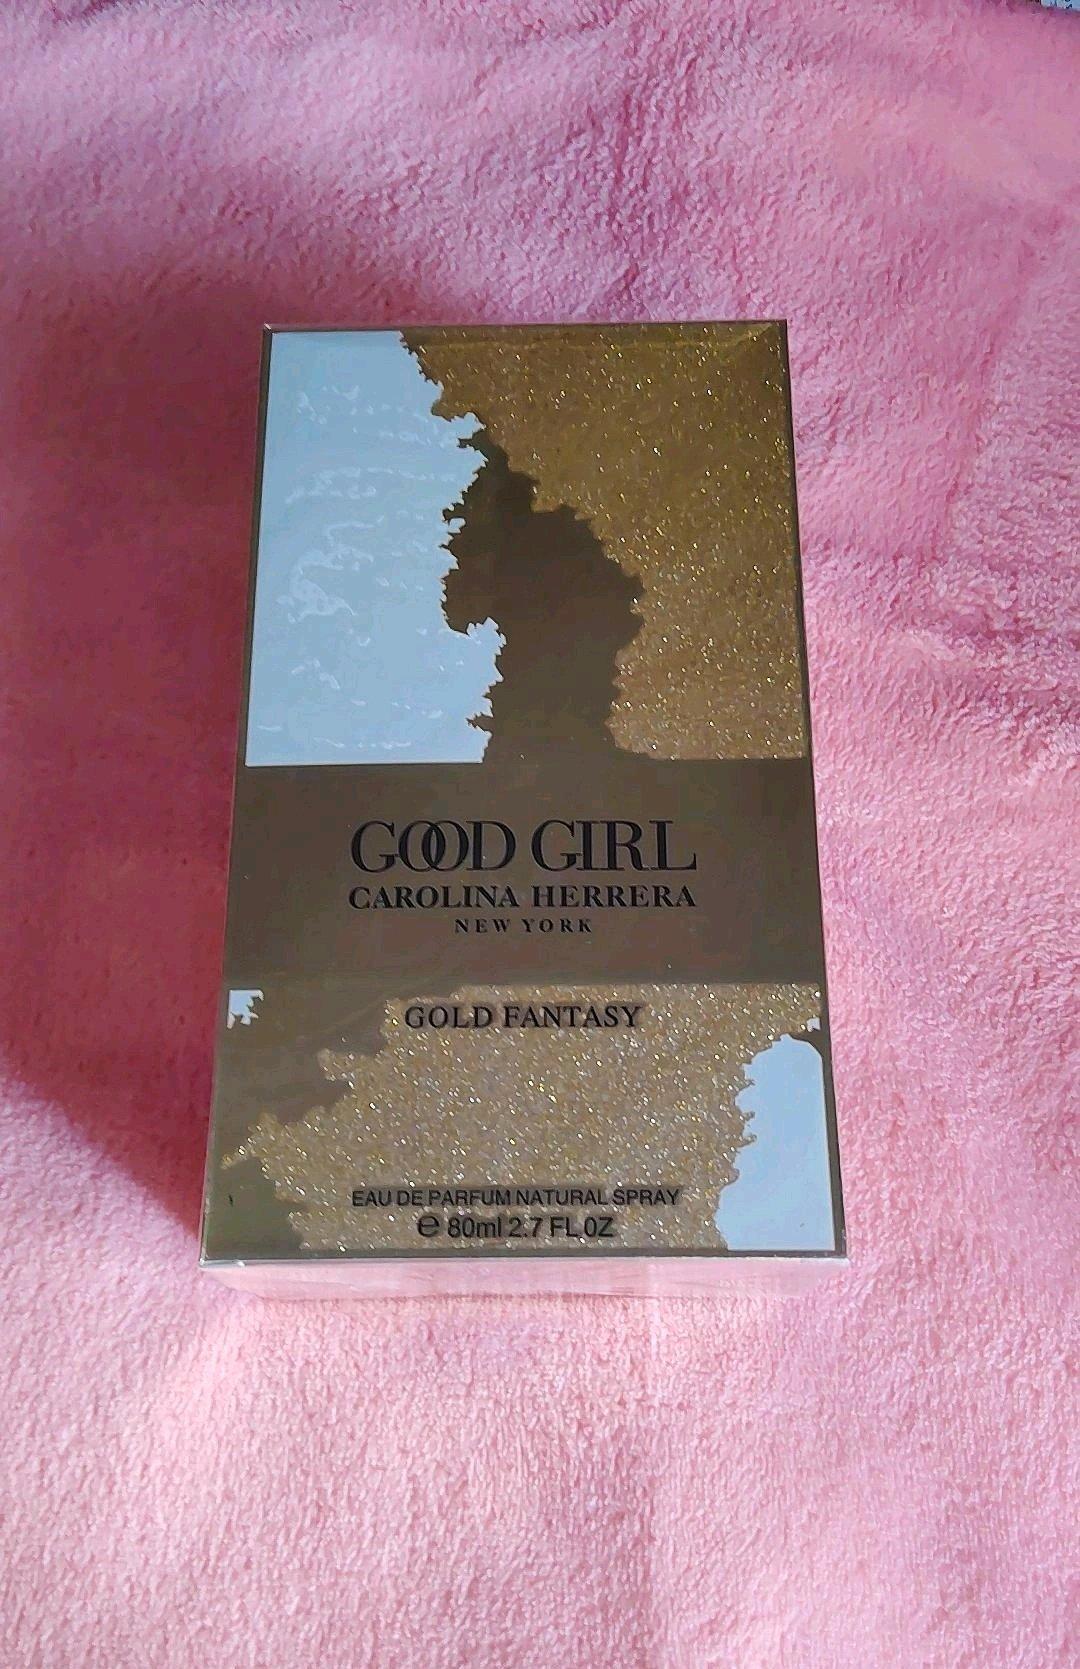 GOOD GIRL
CAROLINA HERRERA
NEW YORK
GOLD FANTASY
EAU DE PARFUM NATURAL SPRAY
℮ 80ml 2.7 FL.OZ